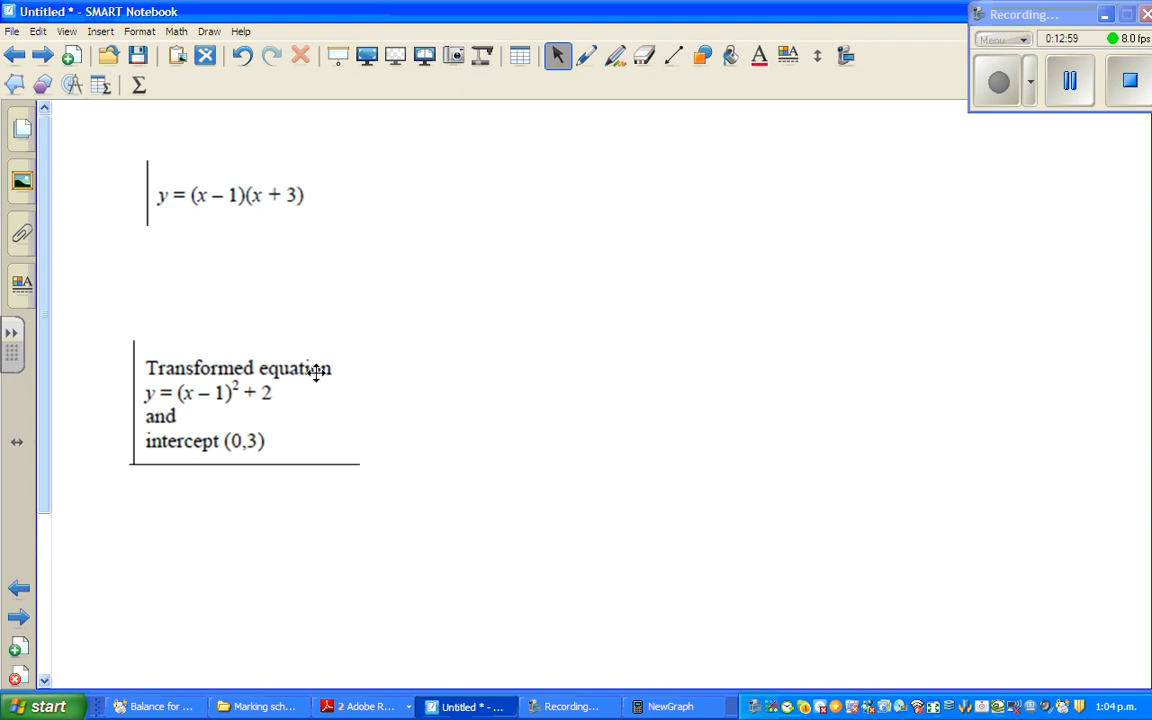 Untitled * - SMART Notebook
Recording...
File Edit View Insert Format Math Draw Help
Menu
0:12:59
8.0 fps
y = (x – 1)(x + 3)
Transformed equation
y = (x – 1)² + 2
and
intercept (0,3)
start
Balance for ...
Marking sch...
2 Adobe R...
Untitled * - ...
Recording...
NewGraph
1:04 p.m.